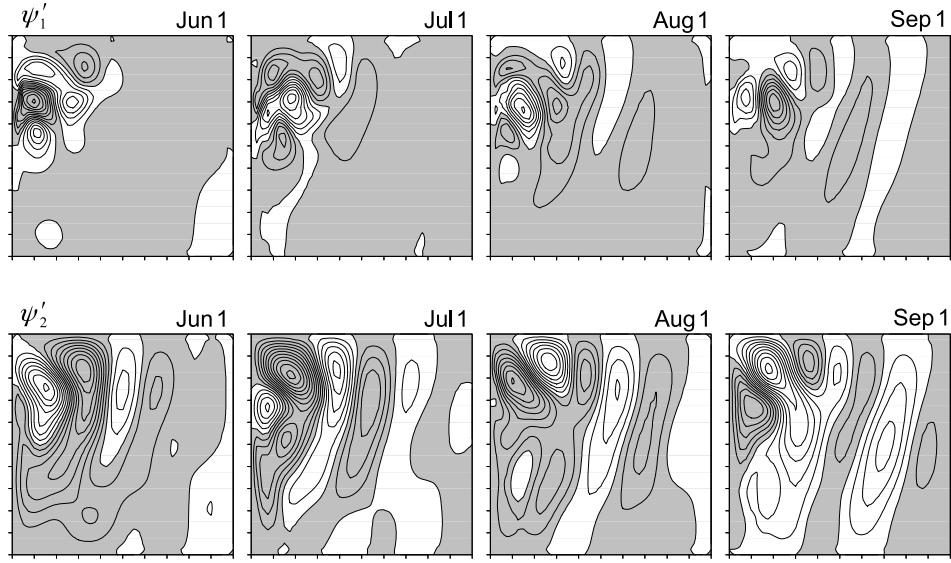 ψ′₁ Jun 1 Jul 1 Aug 1 Sep 1
ψ′₂ Jun 1 Jul 1 Aug 1 Sep 1